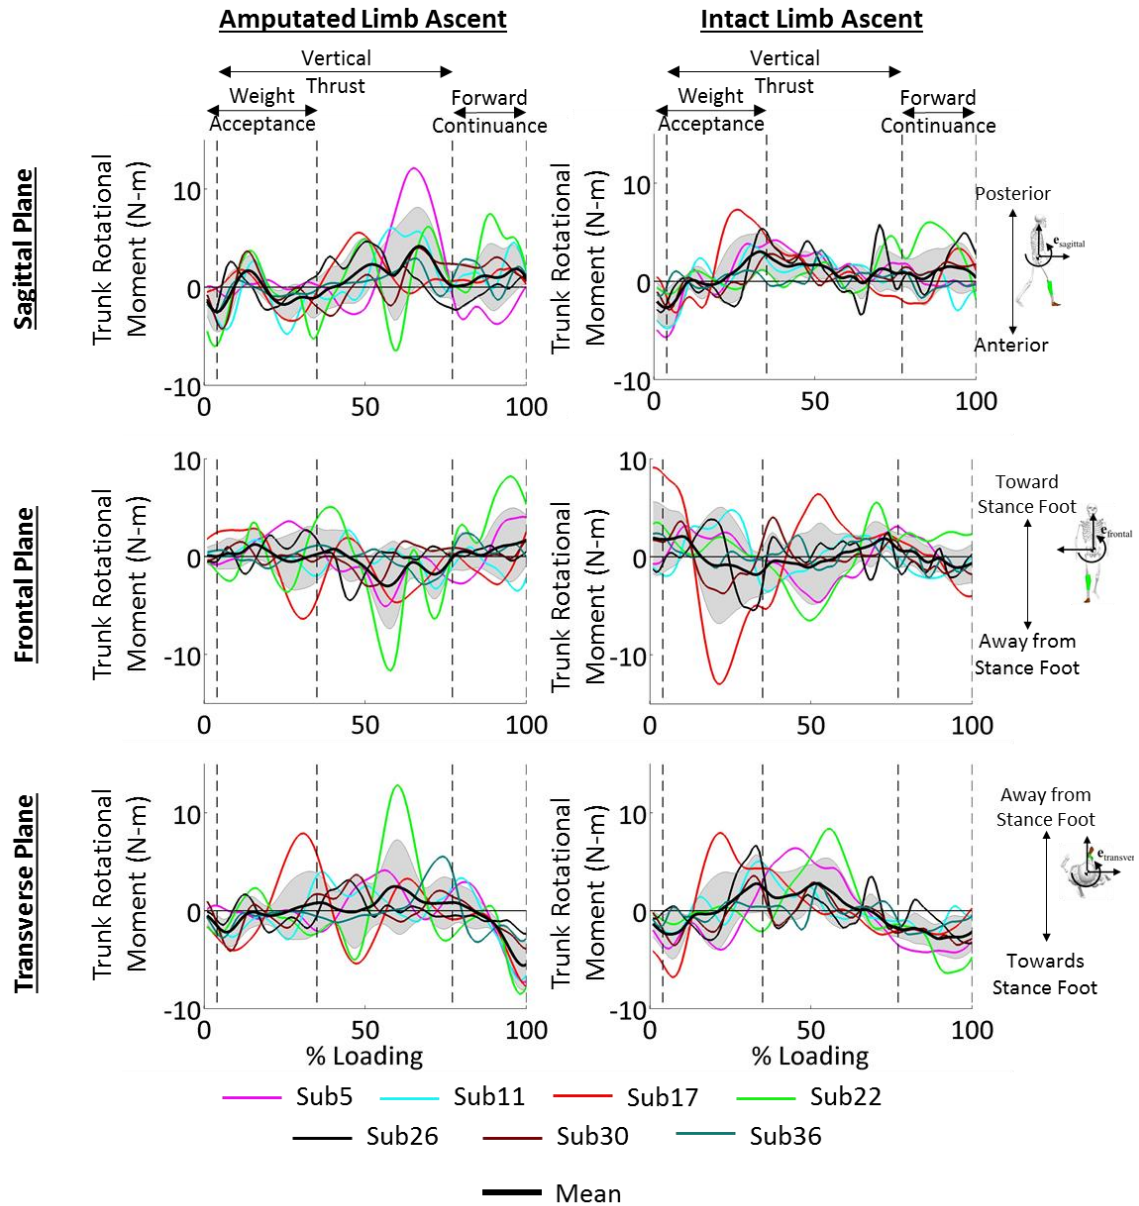 Amputated Limb Ascent
Intact Limb Ascent
Vertical
Thrust
Vertical
Thrust
Weight
Acceptance
Forward
Continuance
Weight
Acceptance
Forward
Continuance
Sagittal Plane
Trunk Rotational
Moment (N-m)
10
0
-10
0
50
100
Trunk Rotational
Moment (N-m)
10
0
-10
0
50
100
Posterior
e sagittal
Anterior
Frontal Plane
Trunk Rotational
Moment (N-m)
10
0
-10
0
50
100
Trunk Rotational
Moment (N-m)
10
0
-10
0
50
100
Toward
Stance Foot
e frontal
Away from
Stance Foot
Transverse Plane
Trunk Rotational
Moment (N-m)
10
0
-10
0
50
100
% Loading
Trunk Rotational
Moment (N-m)
10
0
-10
0
50
100
% Loading
Away from
Stance Foot
e transver
Towards
Stance Foot
Sub5
Sub11
Sub17
Sub22
Sub26
Sub30
Sub36
Mean